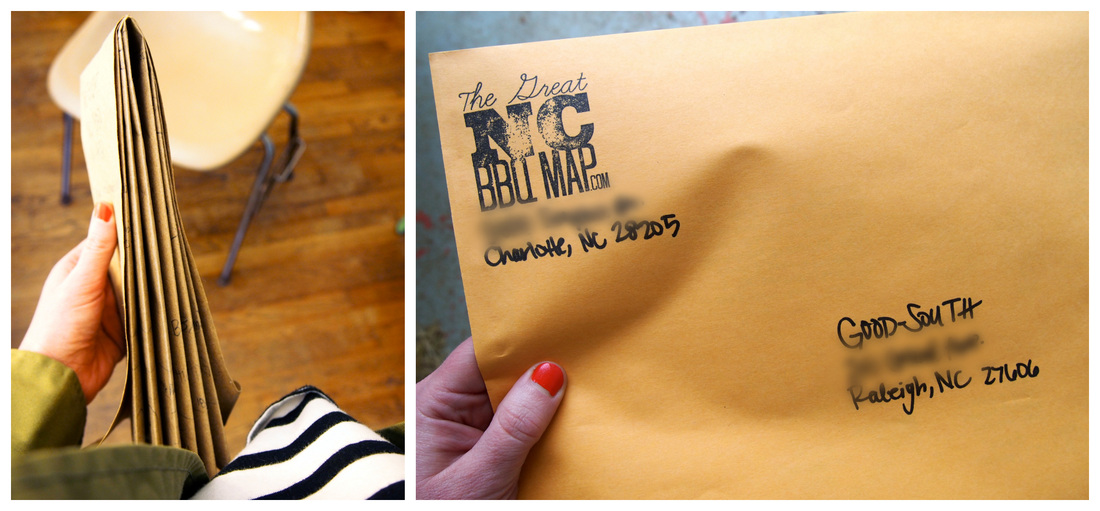 The Great
NC
BBQ MAP.COM
Charlotte, NC 28205
GOOD-SOUTH
Raleigh, NC 27606